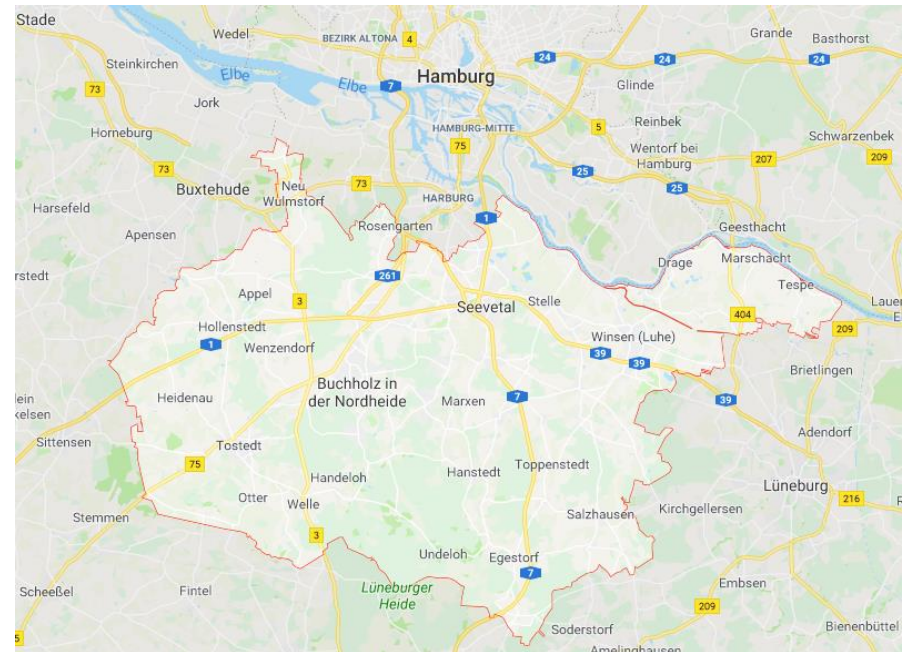 Stade
Wedel
BEZIRK ALTONA
4
Grande
Basthorst
24
24
24
Steinkirchen
Elbe
Elbe
7
Hamburg
Glinde
73
Jork
Horneburg
HAMBURG-MITTE
5
Reinbek
Schwarzenbek
75
Wentorf bei
Hamburg
207
209
73
25
Buxtehude
Neu
Wulmstorf
73
25
Harsefeld
HARBURG
Apensen
Rosengarten
1
Geesthacht
rstedt
261
Drage
Marschacht
Tespe
Appel
3
Seevetal
Stelle
404
Lauer
209
Hollenstedt
1
Wenzendorf
Winsen (Luhe)
39
39
Brietlingen
lein
kelsen
Heidenau
Buchholz in
der Nordheide
Marxen
7
39
Sittensen
Adendorf
Tostedt
75
Handeloh
Hanstedt
Toppenstedt
Lüneburg
216
Otter
Welle
Salzhausen
Kirchgellersen
Stemmen
3
Undeloh
Egestorf
7
Scheeßel
Fintel
Lüneburger
Heide
Embsen
209
5
Soderstorf
Bienenbüttel
Amelinghausen